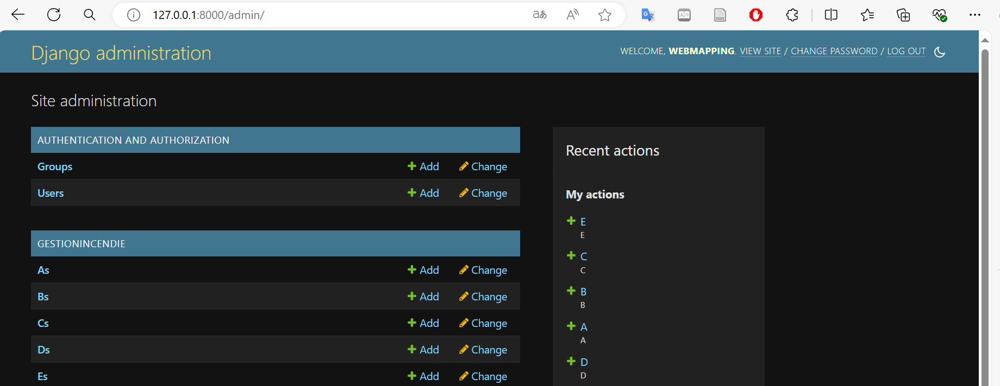 127.0.0.1:8000/admin/
Django administration
WELCOME, WEBMAPPING. VIEW SITE / CHANGE PASSWORD / LOG OUT
Site administration
AUTHENTICATION AND AUTHORIZATION
Groups Add Change
Users Add Change
GESTIONINCENDIE
As Add Change
Bs Add Change
Cs Add Change
Ds Add Change
Es Add Change
Recent actions
My actions
E
E
C
C
B
B
A
A
D
D